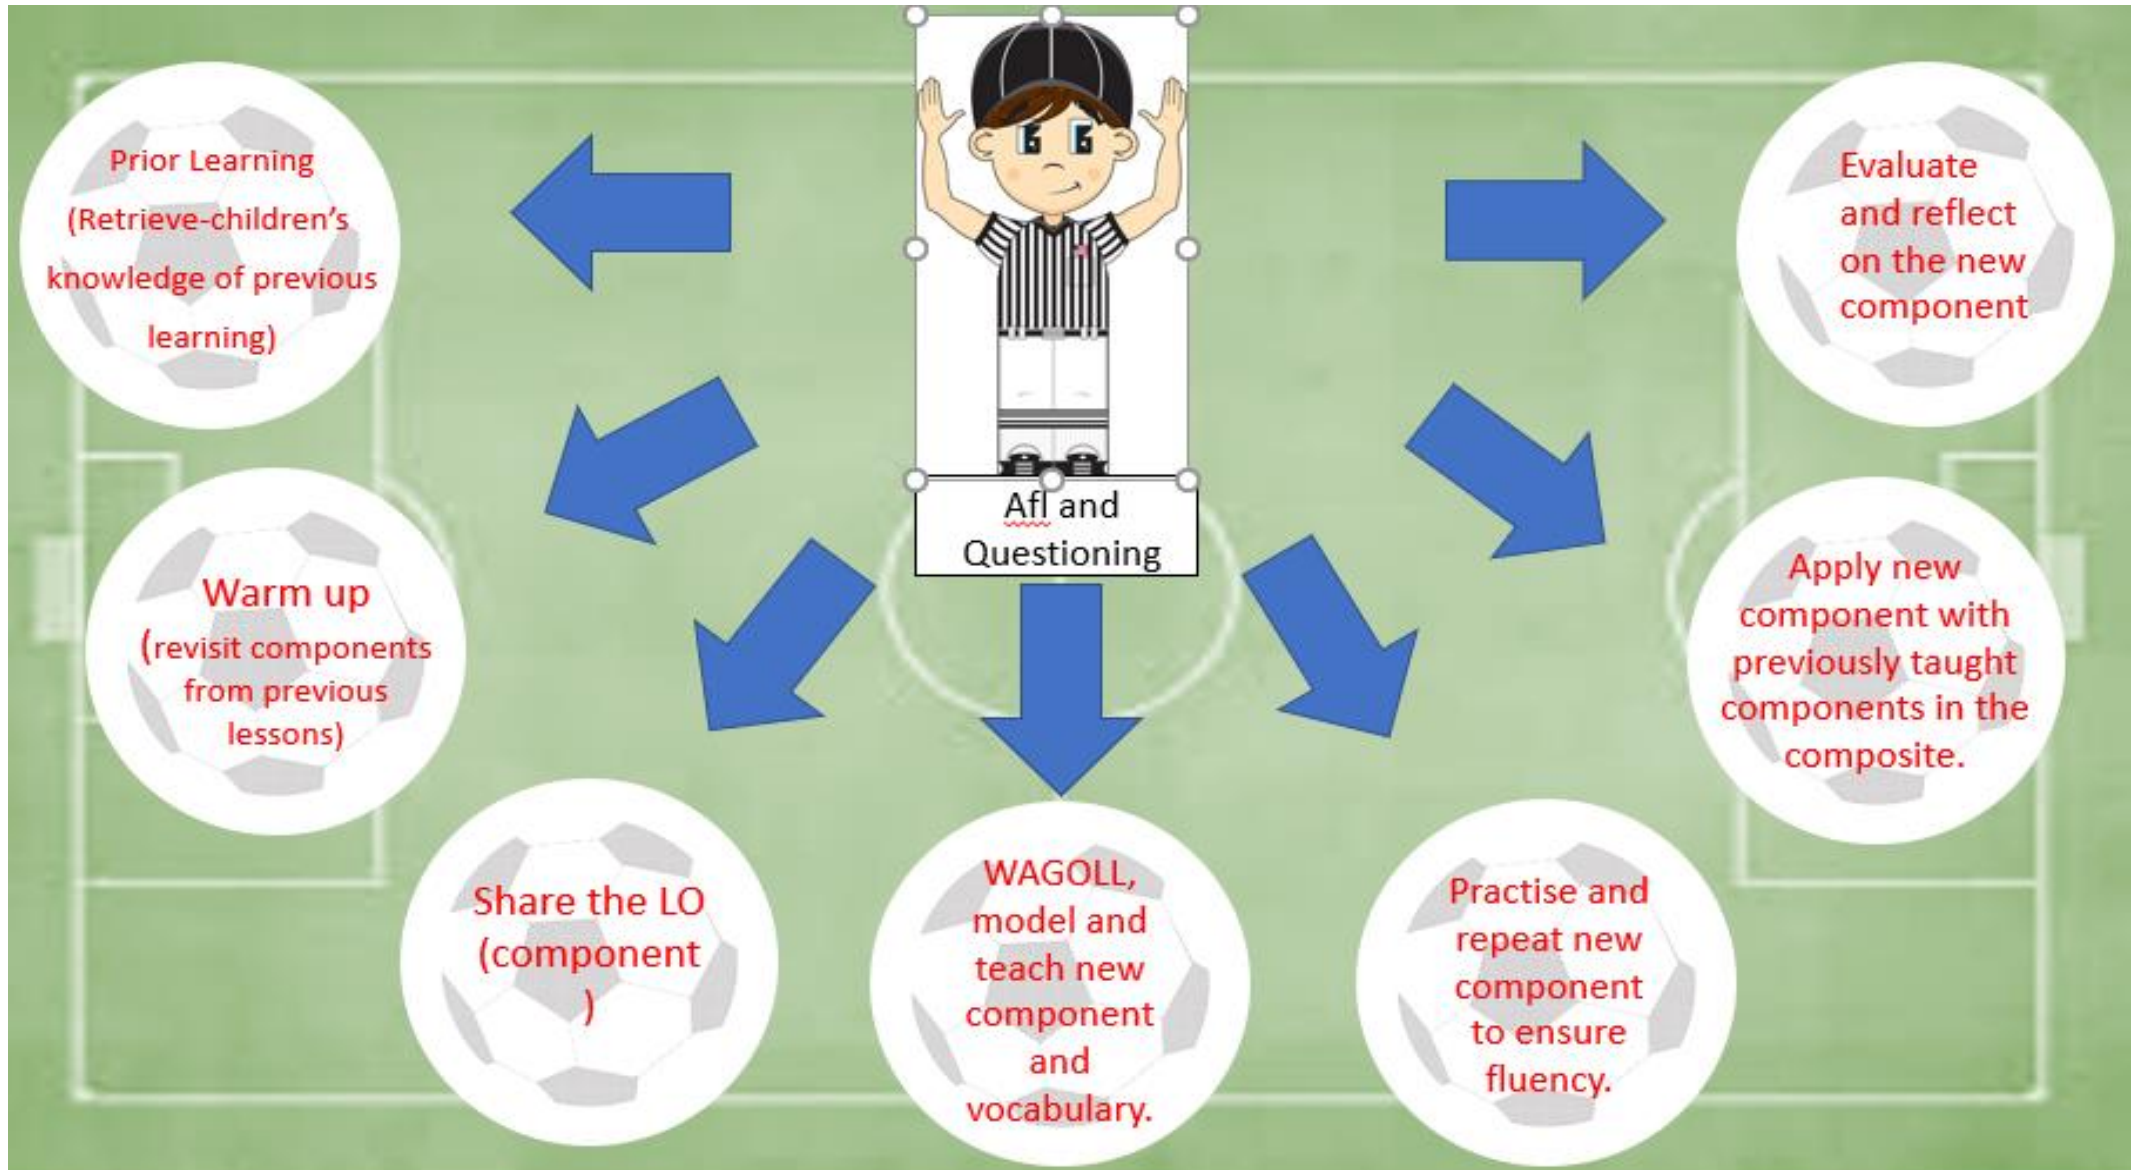 Prior Learning
(Retrieve-children's
knowledge of previous
learning)
Warm up
(revisit components
from previous
lessons)
Share the LO
(component
)
Afl and
Questioning
WAGOLL,
model and
teach new
component
and
vocabulary.
Practise and
repeat new
component
to ensure
fluency.
Apply new
component with
previously taught
components in the
composite.
Evaluate
and reflect
on the new
component